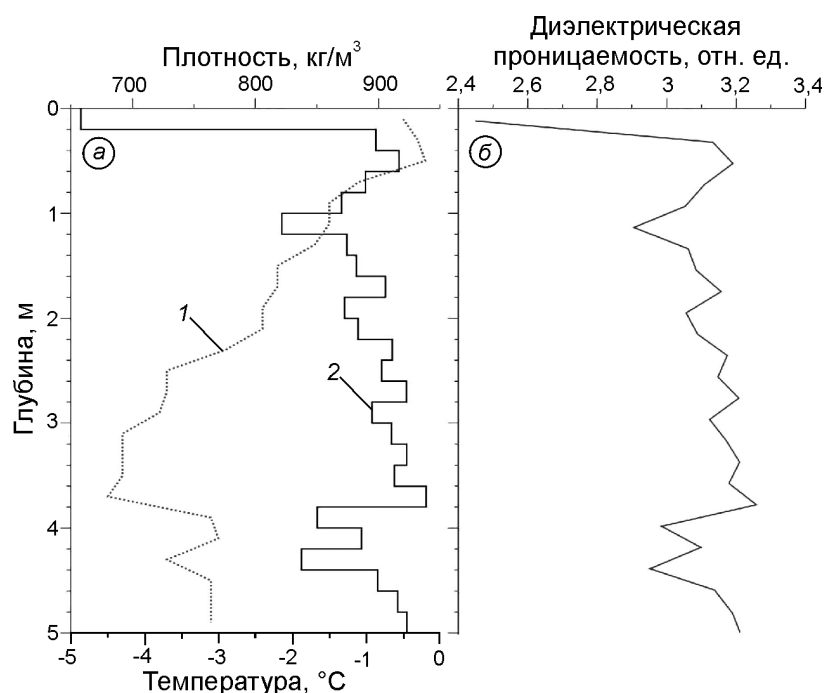 Плотность, кг/м³
700 800 900
Диэлектрическая
проницаемость, отн. ед.
2,4 2,8 3 3,2 3,4
0
1
2
3
4
5
Глубина, м
а
б
1
2
-5 -4 -3 -2 -1 0
Температура, °C